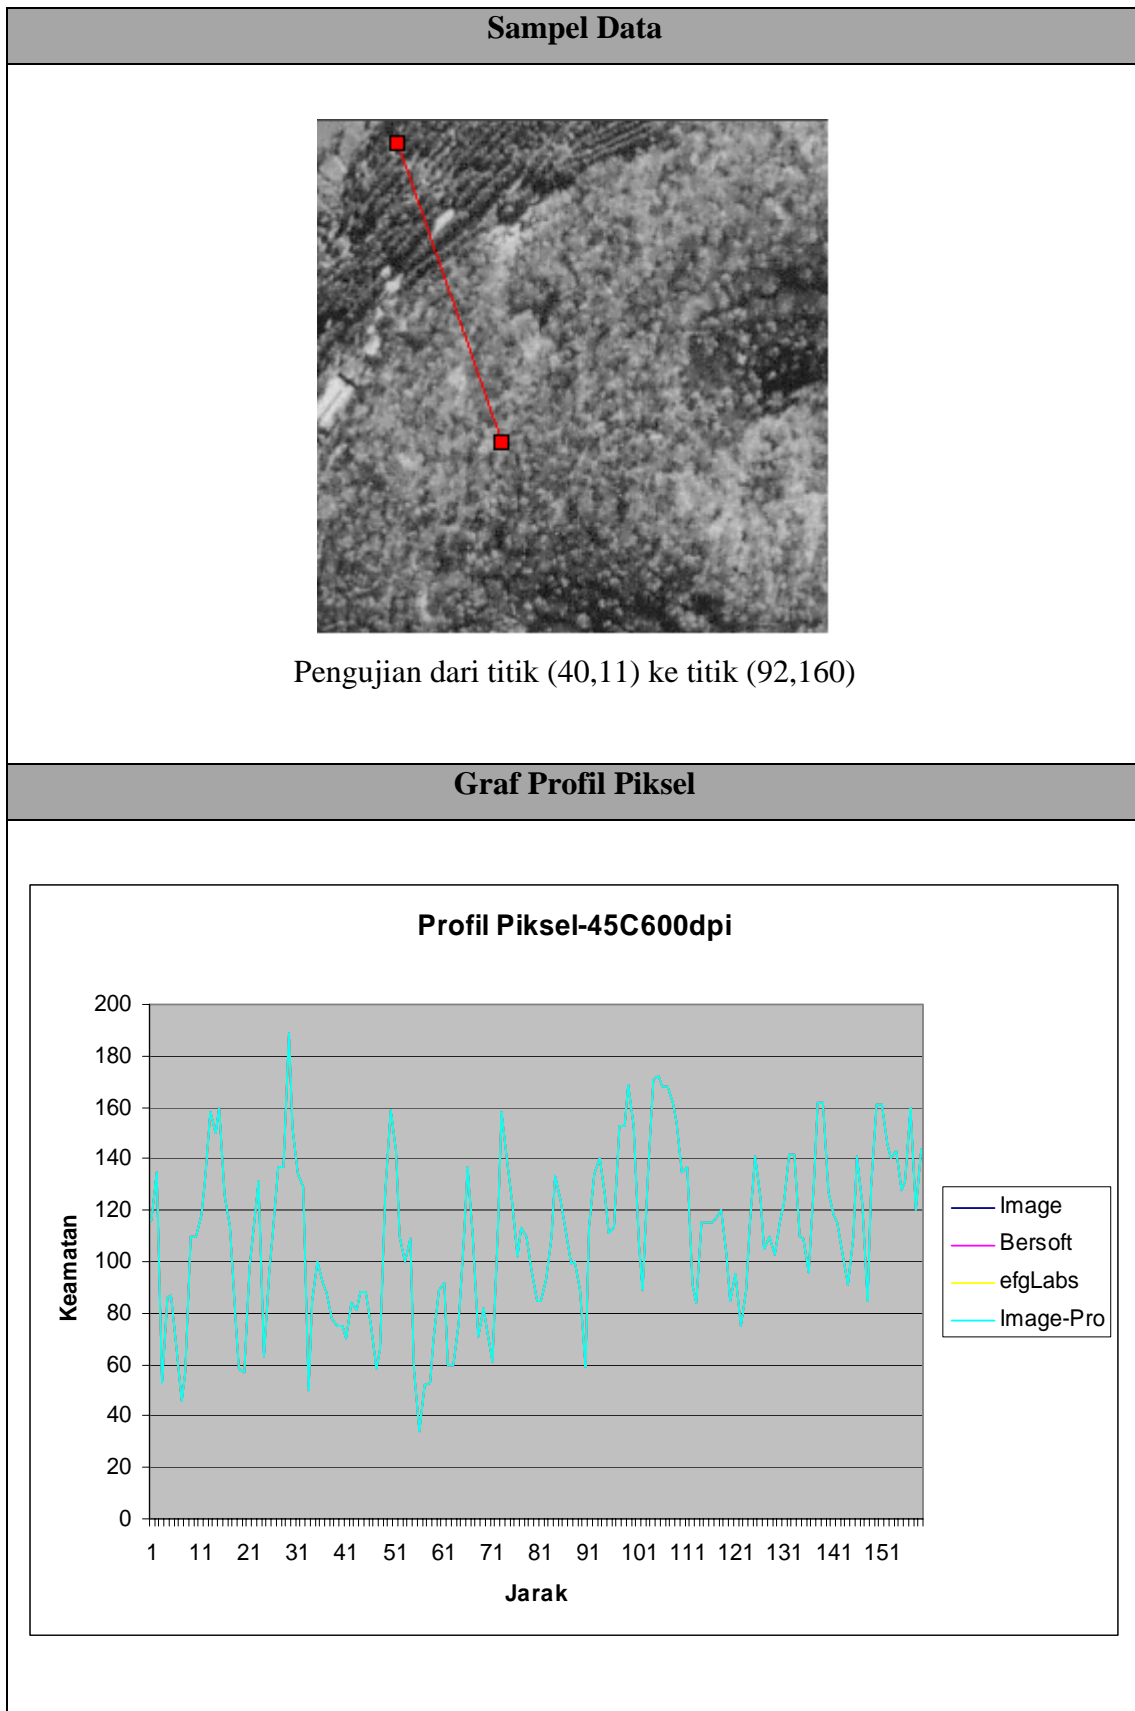 Sampel Data
Pengujian dari titik (40,11) ke titik (92,160)
Graf Profil Piksel
Profil Piksel-45C600dpi
200
180
160
140
120
100
80
60
40
20
0
Keamatan
1 11 21 31 41 51 61 71 81 91 101 111 121 131 141 151
Jarak
Image
Bersoft
efgLabs
Image-Pro